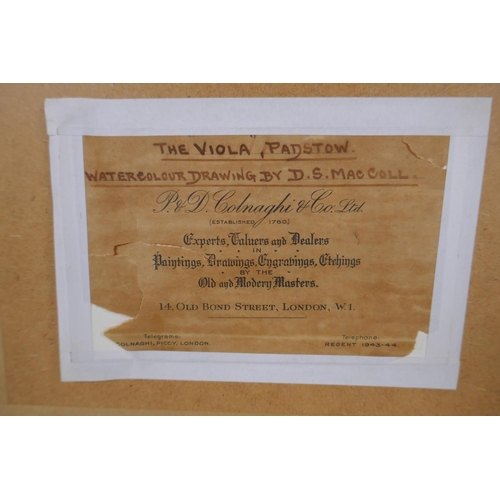 "THE VIOLA", PADSTOW.
WATERCOLOUR DRAWING BY D.S. MAC COLL.
P. & D. Colnaghi & Co. Ltd.
(ESTABLISHED 1760)
Experts, Valuers and Dealers
IN
Paintings, Drawings, Engravings, Etchings
BY THE
Old and Modern Masters.
14, OLD BOND STREET, LONDON, W.1.
Telegrams: Telephone:
COLNAGHI, PICCY, LONDON REGENT 1943-44